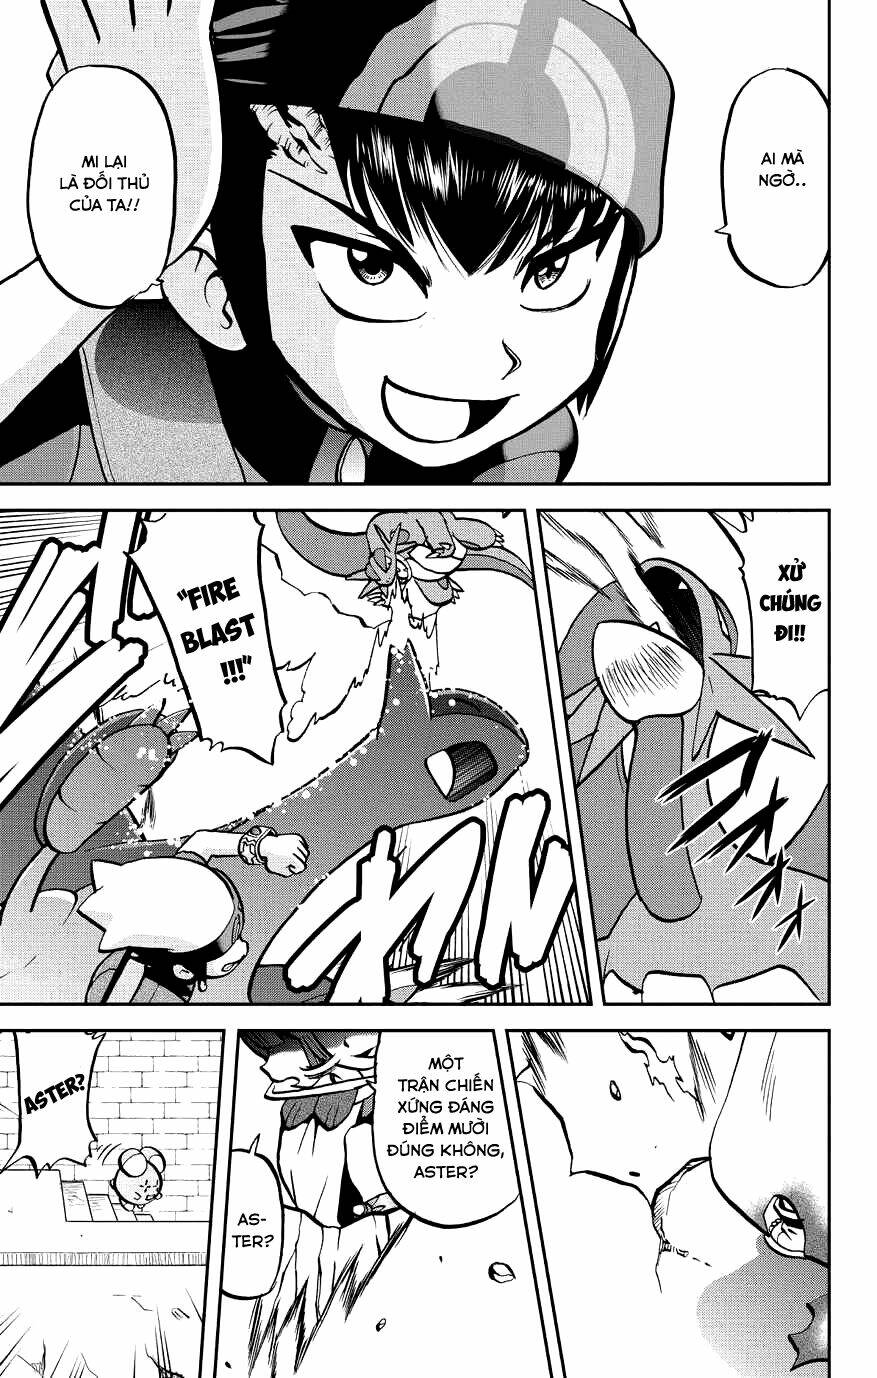 AI MÀ
NGỜ..
MI LẠI
LÀ ĐỐI THỦ
CỦA TA!!
XỬ
CHÚNG
ĐI!!
"FIRE
BLAST
!!!"
MỘT
TRẬN CHIẾN
XỨNG ĐÁNG
ĐIỂM MƯỜI
ĐÚNG KHÔNG,
ASTER?
AS-
TER?
ASTER?